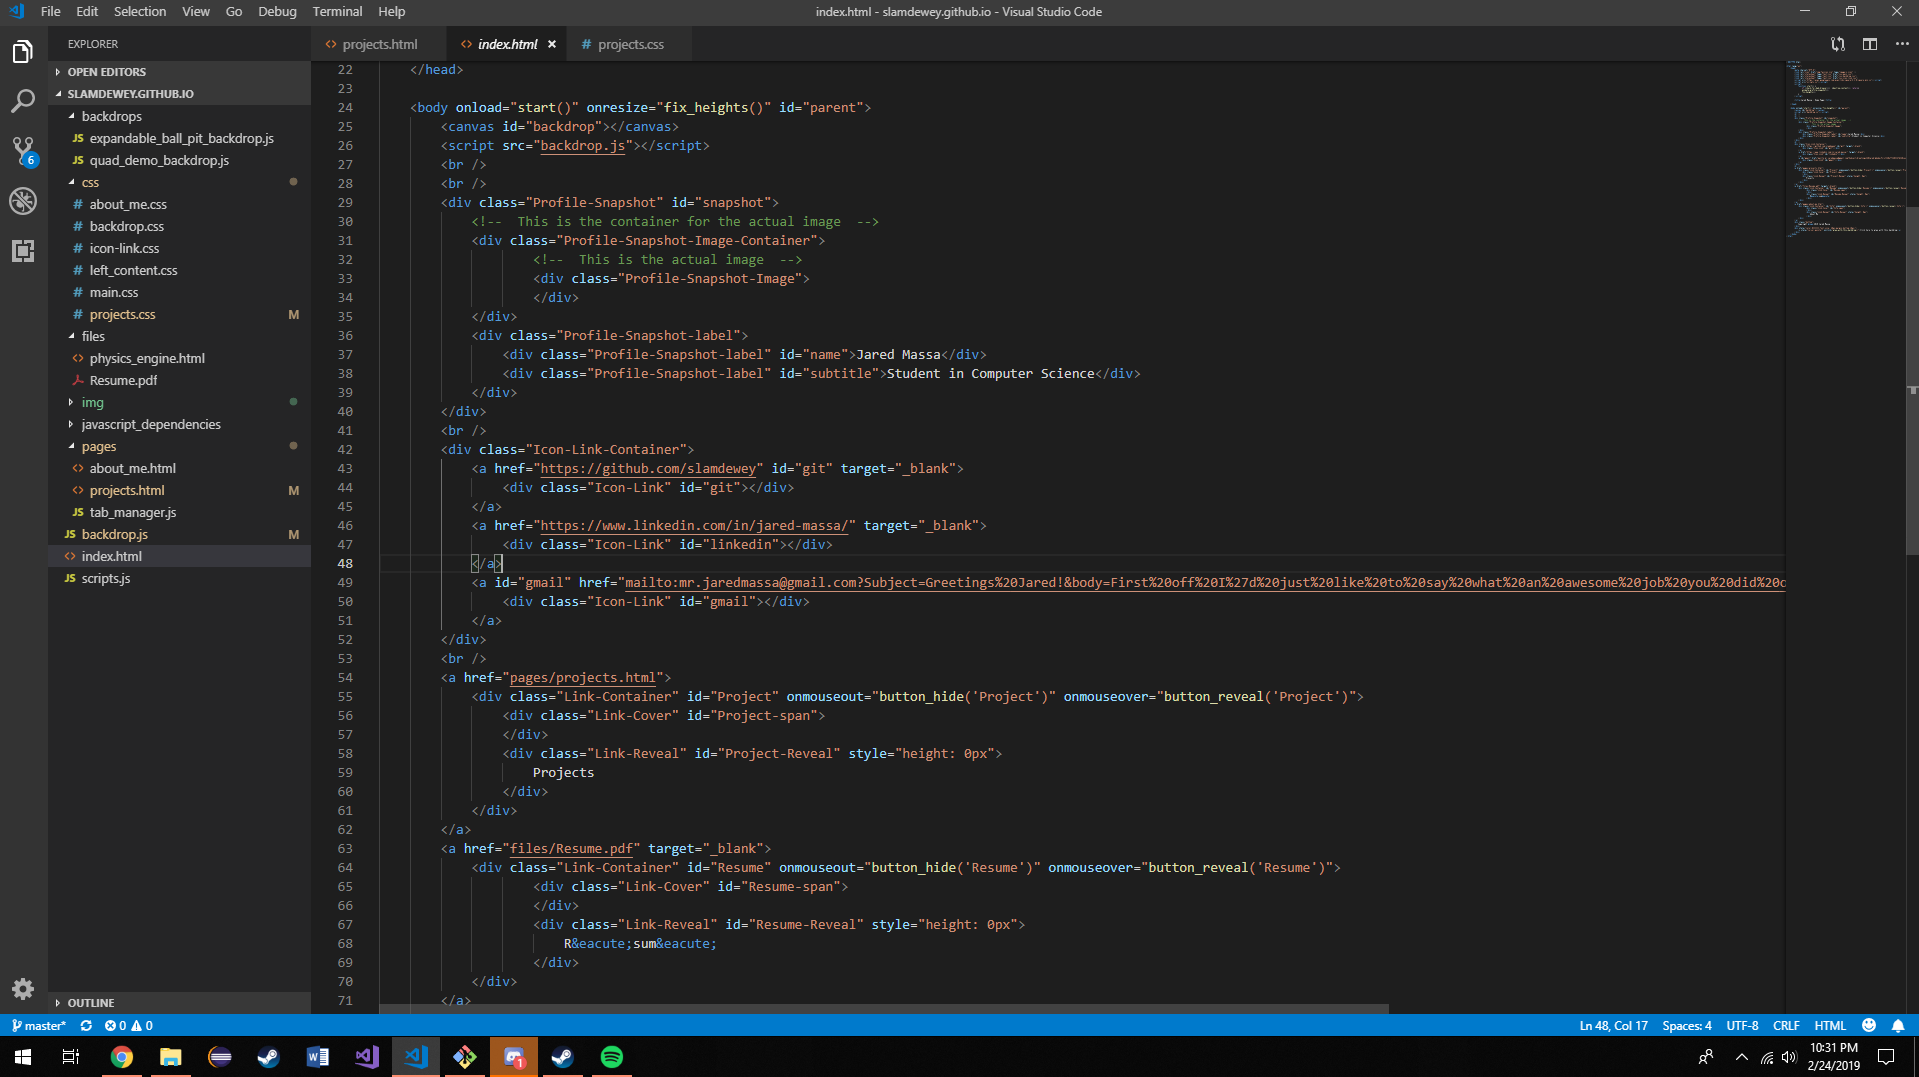 File Edit Selection View Go Debug Terminal Help
index.html - slamdewey.github.io - Visual Studio Code
EXPLORER
OPEN EDITORS
SLAMDEWEY.GITHUB.IO
backdrops
JS expandable_ball_pit_backdrop.js
JS quad_demo_backdrop.js
css
# about_me.css
# backdrop.css
# icon-link.css
# left_content.css
# main.css
# projects.css M
files
<> physics_engine.html
Resume.pdf
img
javascript_dependencies
pages
<> about_me.html
<> projects.html M
JS tab_manager.js
JS backdrop.js M
<> index.html
JS scripts.js
OUTLINE
6
<> projects.html
<> index.html ×
# projects.css
22 </head>
23
24 <body onload="start()" onresize="fix_heights()" id="parent">
25 <canvas id="backdrop"></canvas>
26 <script src="backdrop.js"></script>
27 <br />
28 <br />
29 <div class="Profile-Snapshot" id="snapshot">
30 <!--  This is the container for the actual image  -->
31 <div class="Profile-Snapshot-Image-Container">
32 <!--  This is the actual image  -->
33 <div class="Profile-Snapshot-Image">
34 </div>
35 </div>
36 <div class="Profile-Snapshot-label">
37 <div class="Profile-Snapshot-label" id="name">Jared Massa</div>
38 <div class="Profile-Snapshot-label" id="subtitle">Student in Computer Science</div>
39 </div>
40 </div>
41 <br />
42 <div class="Icon-Link-Container">
43 <a href="https://github.com/slamdewey" id="git" target="_blank">
44 <div class="Icon-Link" id="git"></div>
45 </a>
46 <a href="https://www.linkedin.com/in/jared-massa/" target="_blank">
47 <div class="Icon-Link" id="linkedin"></div>
48 </a>
49 <a id="gmail" href="mailto:mr.jaredmassa@gmail.com?Subject=Greetings%20Jared!&body=First%20off%20I%27d%20just%20like%20to%20say%20what%20an%20awesome%20job%20you%20did%20
50 <div class="Icon-Link" id="gmail"></div>
51 </a>
52 </div>
53 <br />
54 <a href="pages/projects.html">
55 <div class="Link-Container" id="Project" onmouseout="button_hide('Project')" onmouseover="button_reveal('Project')">
56 <div class="Link-Cover" id="Project-span">
57 </div>
58 <div class="Link-Reveal" id="Project-Reveal" style="height: 0px">
59 Projects
60 </div>
61 </div>
62 </a>
63 <a href="files/Resume.pdf" target="_blank">
64 <div class="Link-Container" id="Resume" onmouseout="button_hide('Resume')" onmouseover="button_reveal('Resume')">
65 <div class="Link-Cover" id="Resume-span">
66 </div>
67 <div class="Link-Reveal" id="Resume-Reveal" style="height: 0px">
68 R&eacute;sum&eacute;
69 </div>
70 </div>
71 </a>
master* 0 0
Ln 48, Col 17 Spaces: 4 UTF-8 CRLF HTML
1
10:31 PM
2/24/2019